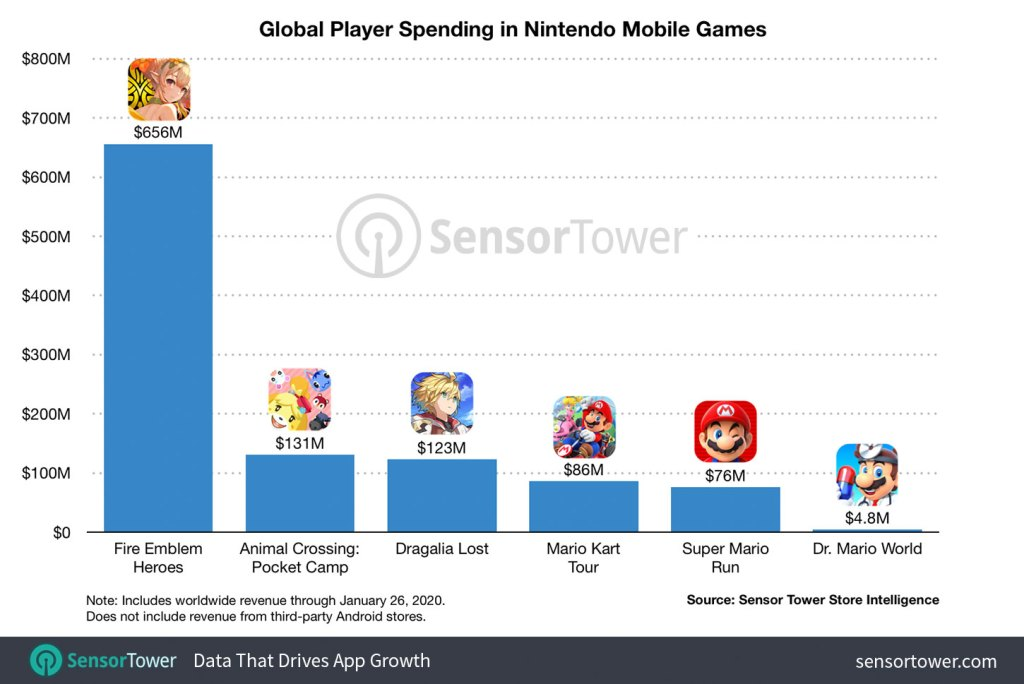 Global Player Spending in Nintendo Mobile Games
$800M
$700M
$600M
$500M
$400M
$300M
$200M
$100M
$0
$656M
$131M
$123M
$86M
$76M
$4.8M
SensorTower
Fire Emblem
Heroes
Animal Crossing:
Pocket Camp
Dragalia Lost
Mario Kart
Tour
Super Mario
Run
Dr. Mario World
Note: Includes worldwide revenue through January 26, 2020.
Does not include revenue from third-party Android stores.
Source: Sensor Tower Store Intelligence
SensorTower Data That Drives App Growth
sensortower.com